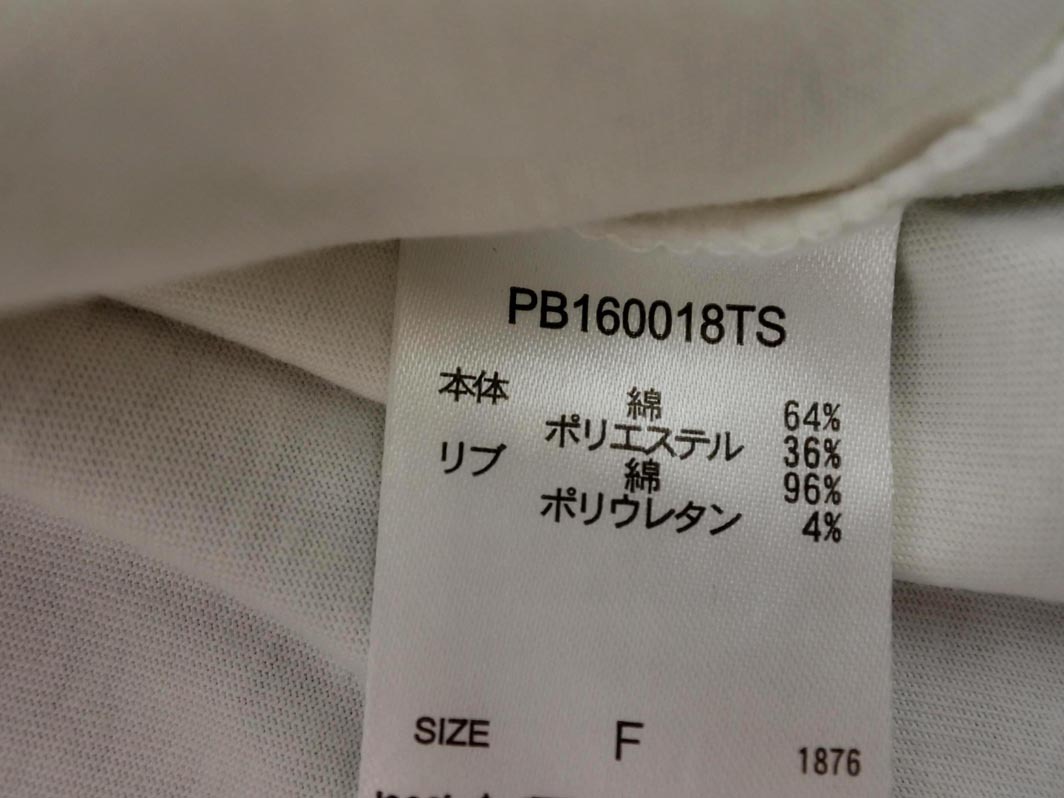 PB160018TS
本体 綿 64%
ポリエステル 36%
リブ 綿 96%
ポリウレタン 4%
SIZE F 1876